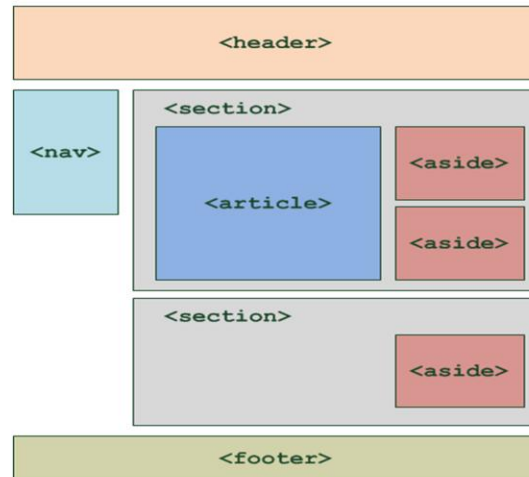 <header>
<nav>
<section>
<article>
<aside>
<aside>
<section>
<aside>
<footer>